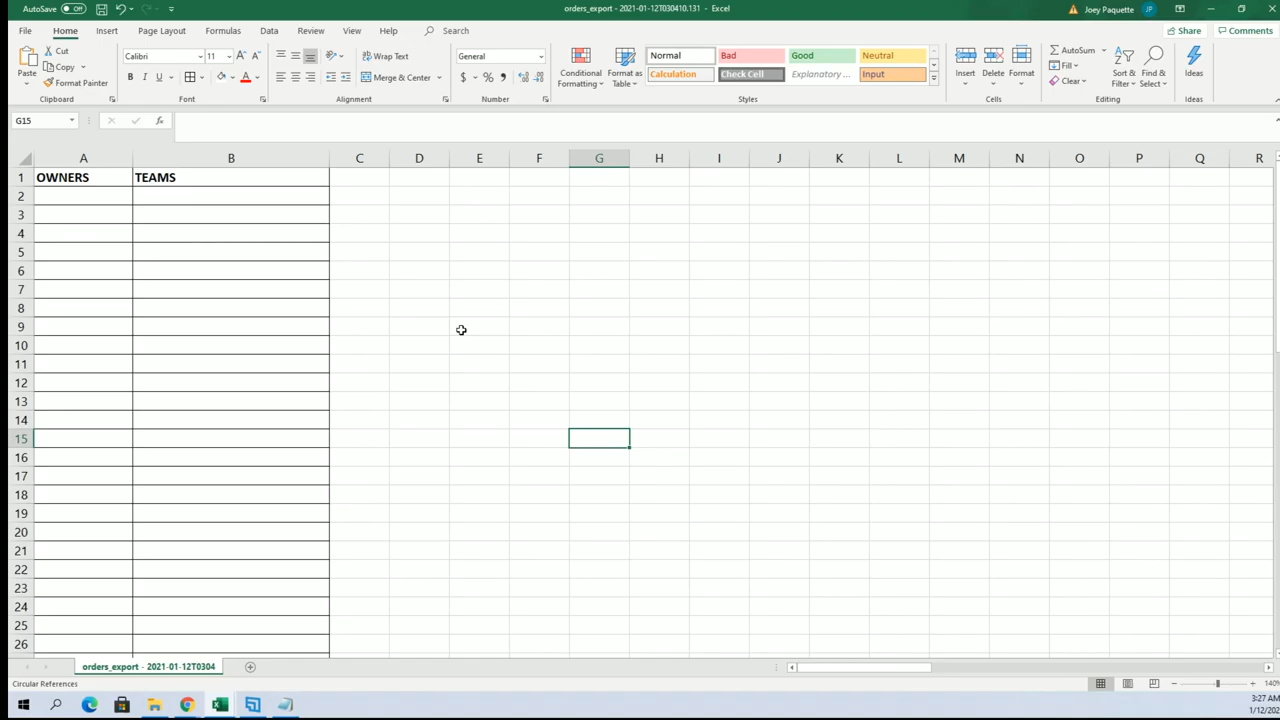 AutoSave Off orders_export - 2021-01-12T030410.131 - Excel Joey Paquette JP
File Home Insert Page Layout Formulas Data Review View Help Search Share Comments
Paste Cut Copy Format Painter Clipboard
Calibri 11 A A B I U A Font
ab Wrap Text Merge & Center Alignment
General $ % , Number
Conditional Formatting Format as Table
Normal Bad Good Neutral
Calculation Check Cell Explanatory ... Input
Styles
Insert Delete Format Cells
AutoSum Fill Clear Sort & Filter Find & Select Editing
Ideas Ideas
G15 fx
A B C D E F G H I J K L M N O P Q R
1 OWNERS TEAMS
2
3
4
5
6
7
8
9
10
11
12
13
14
15
16
17
18
19
20
21
22
23
24
25
26
orders_export - 2021-01-12T0304
Circular References 140%
3:27 AM